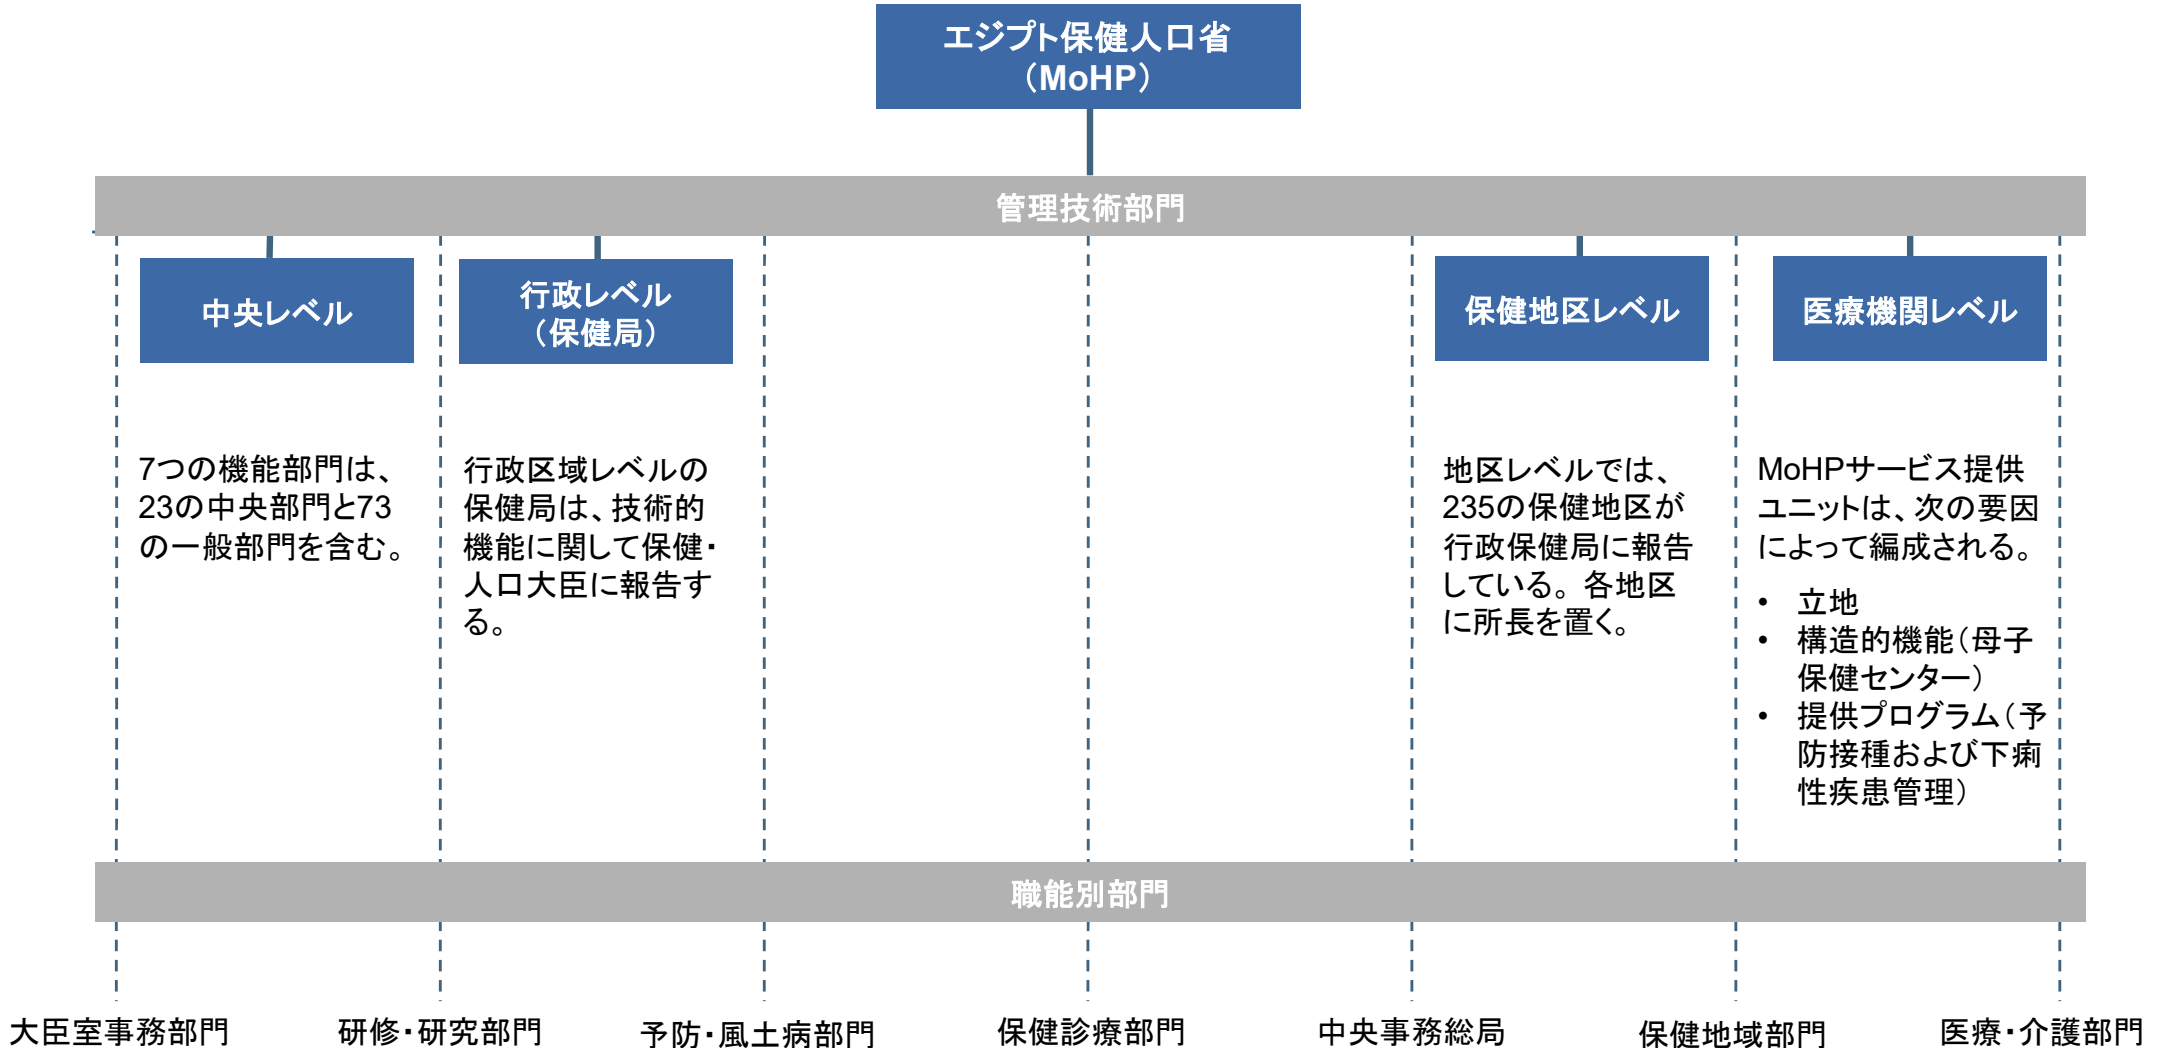 エジプト保健人口省
（MoHP）
管理技術部門
中央レベル
行政レベル
（保健局）
保健地区レベル
医療機関レベル
7つの機能部門は、
23の中央部門と73
の一般部門を含む。
行政区域レベルの
保健局は、技術的
機能に関して保健・
人口大臣に報告す
る。
地区レベルでは、
235の保健地区が
行政保健局に報告
している。各地区
に所長を置く。
MoHPサービス提供
ユニットは、次の要因
によって編成される。
• 立地
• 構造的機能（母子
保健センター）
• 提供プログラム（予
防接種および下痢
性疾患管理）
職能別部門
大臣室事務部門
研修・研究部門
予防・風土病部門
保健診療部門
中央事務総局
保健地域部門
医療・介護部門